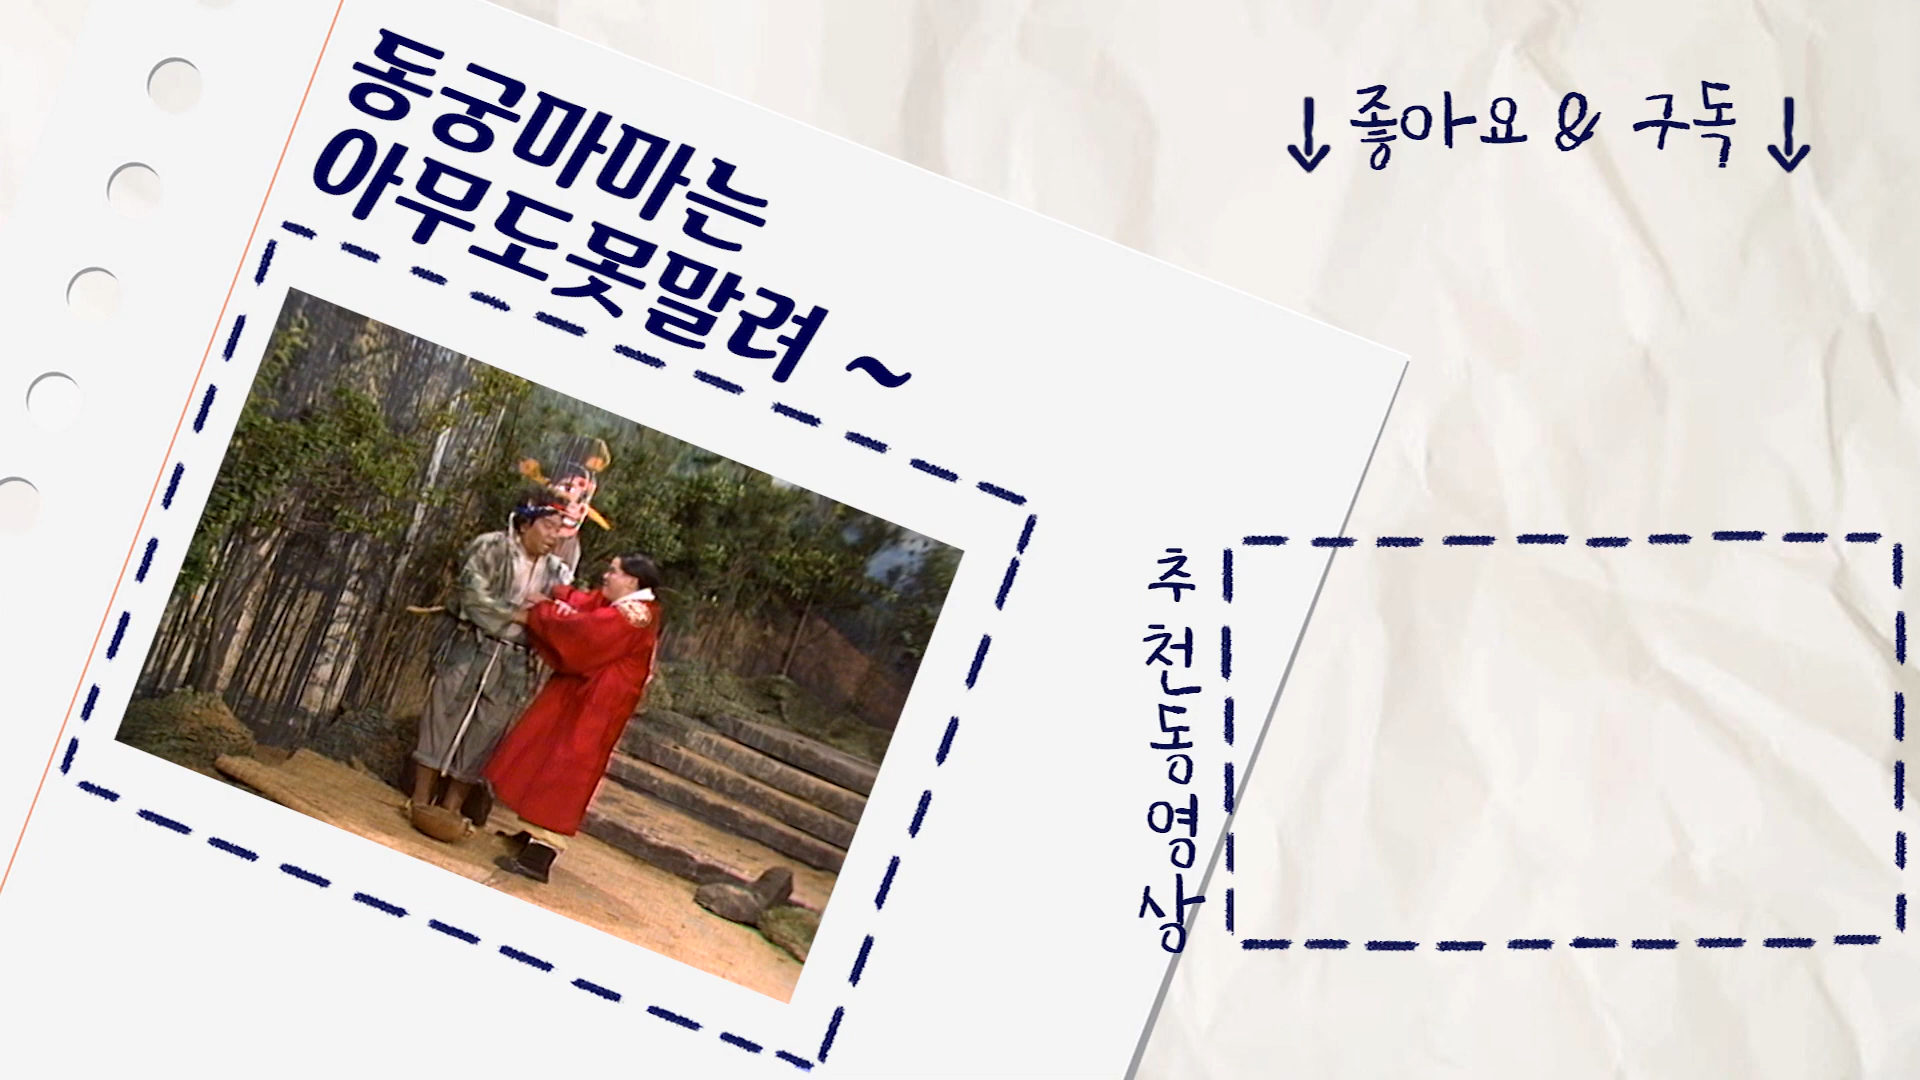 동궁마마는
아무도못말려 ~
↓ 좋아요 & 구독 ↓
추천동영상